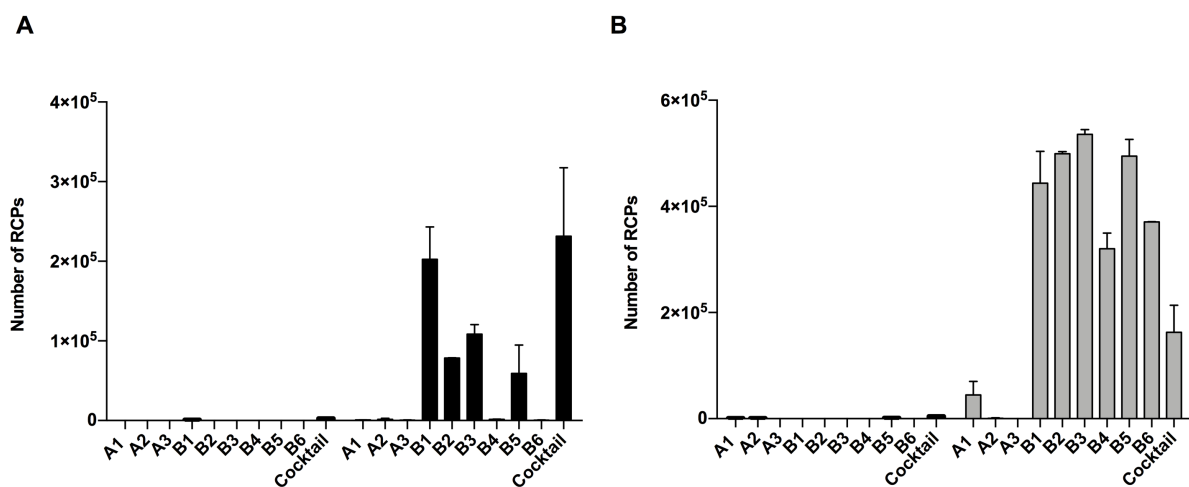 A
Number of RCPs
4×10⁵
3×10⁵
2×10⁵
1×10⁵
0
A1 A2 A3 B1 B2 B3 B4 B5 B6 Cocktail A1 A2 A3 B1 B2 B3 B4 B5 B6 Cocktail
B
Number of RCPs
6×10⁵
4×10⁵
2×10⁵
0
A1 A2 A3 B1 B2 B3 B4 B5 B6 Cocktail A1 A2 A3 B1 B2 B3 B4 B5 B6 Cocktail